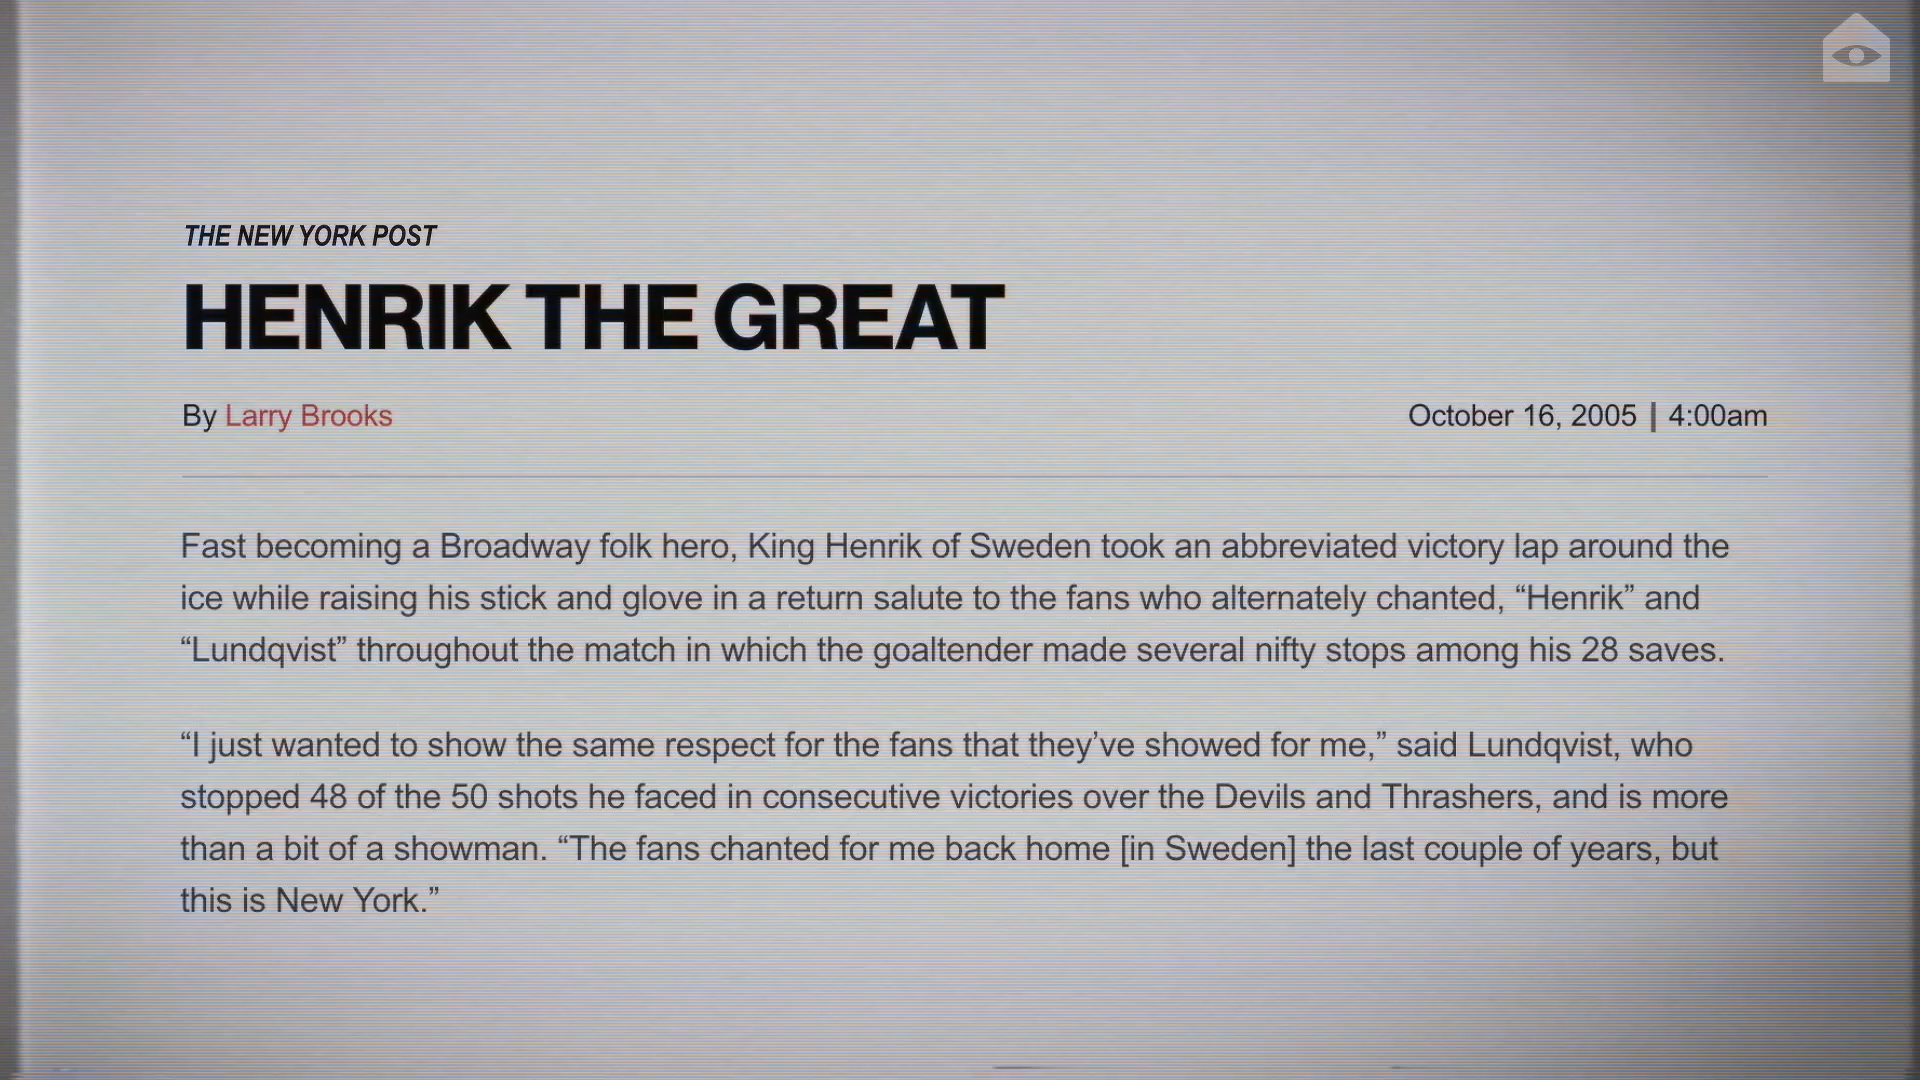 THE NEW YORK POST
HENRIK THE GREAT
By Larry Brooks
October 16, 2005 | 4:00am
Fast becoming a Broadway folk hero, King Henrik of Sweden took an abbreviated victory lap around the
ice while raising his stick and glove in a return salute to the fans who alternately chanted, “Henrik” and
“Lundqvist” throughout the match in which the goaltender made several nifty stops among his 28 saves.
“I just wanted to show the same respect for the fans that they’ve showed for me,” said Lundqvist, who
stopped 48 of the 50 shots he faced in consecutive victories over the Devils and Thrashers, and is more
than a bit of a showman. “The fans chanted for me back home [in Sweden] the last couple of years, but
this is New York.”